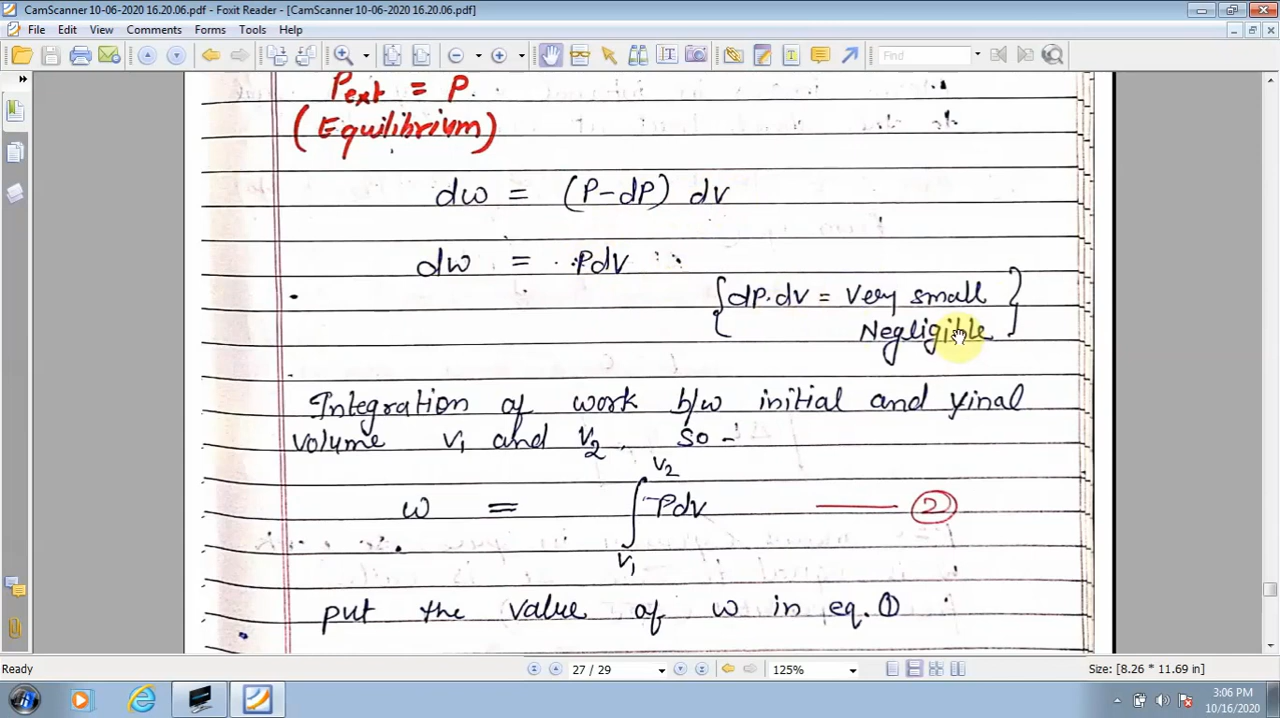 CamScanner 10-06-2020 16.20.06.pdf - Foxit Reader - [CamScanner 10-06-2020 16.20.06.pdf]
File Edit View Comments Forms Tools Help
Find
Pext = P.
(Equilibrium)
dw = (P-dP) dv
dw = Pdv
{dP.dv = Very small
Negligible}
Integration of work b/w initial and final
volume V₁ and V₂. So -
V₂
w = ∫ Pdv —— ②
V₁
put the value of w in eq. ①
Ready 27 / 29 125% Size: [8.26 * 11.69 in]
3:06 PM
10/16/2020